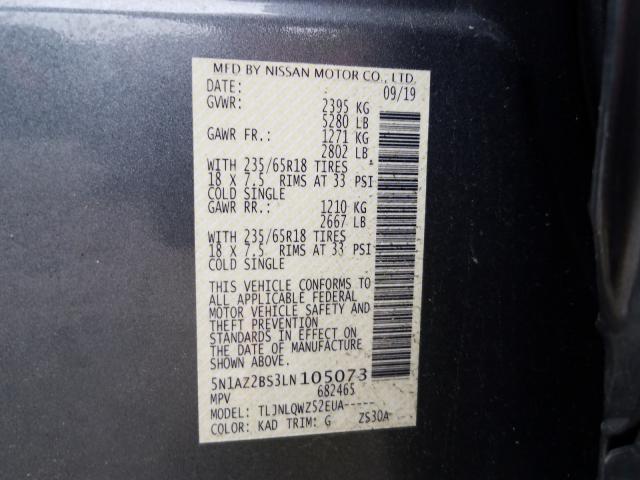 MFD BY NISSAN MOTOR CO., LTD.
DATE: 09/19
GVWR: 2395 KG
5280 LB
GAWR FR.: 1271 KG
2802 LB
WITH 235/65R18 TIRES
18 X 7.5 RIMS AT 33 PSI
COLD SINGLE
GAWR RR.: 1210 KG
2667 LB
WITH 235/65R18 TIRES
18 X 7.5 RIMS AT 33 PSI
COLD SINGLE
THIS VEHICLE CONFORMS TO
ALL APPLICABLE FEDERAL
MOTOR VEHICLE SAFETY AND
THEFT PREVENTION
STANDARDS IN EFFECT ON
THE DATE OF MANUFACTURE
SHOWN ABOVE.
5N1AZ2BS3LN105073
MPV 682465
MODEL: TLJNLQWZS2EUA-----
COLOR: KAD TRIM: G ZS30A